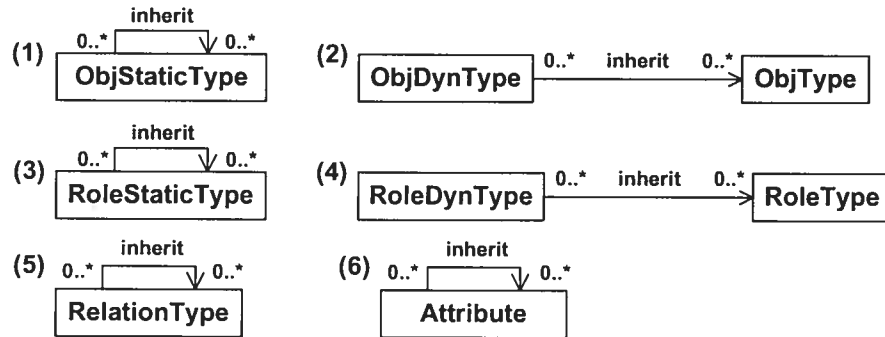 inherit
(1) 0..* 0..*
ObjStaticType
(2) 0..* inherit 0..*
ObjDynType ObjType
inherit
(3) 0..* 0..*
RoleStaticType
(4) 0..* inherit 0..*
RoleDynType RoleType
inherit
(5) 0..* 0..*
RelationType
inherit
(6) 0..* 0..*
Attribute